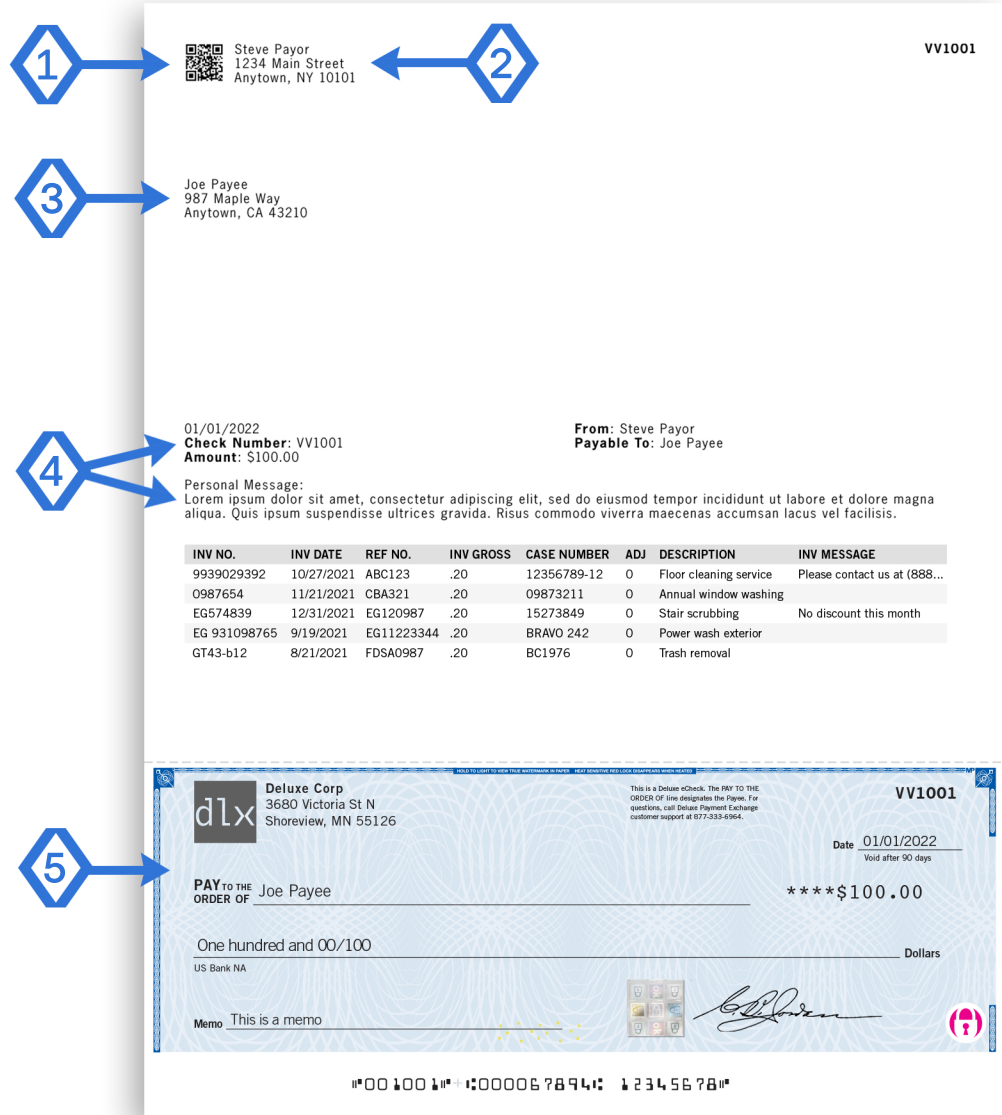 1
Steve Payor
1234 Main Street
Anytown, NY 10101
2
VV1001
3
Joe Payee
987 Maple Way
Anytown, CA 43210
4
01/01/2022
Check Number: VV1001
Amount: $100.00
From: Steve Payor
Payable To: Joe Payee
Personal Message:
Lorem ipsum dolor sit amet, consectetur adipiscing elit, sed do eiusmod tempor incididunt ut labore et dolore magna
aliqua. Quis ipsum suspendisse ultrices gravida. Risus commodo viverra maecenas accumsan lacus vel facilisis.
INV NO. INV DATE REF NO. INV GROSS CASE NUMBER ADJ DESCRIPTION INV MESSAGE
9939029392 10/27/2021 ABC123 .20 12356789-12 0 Floor cleaning service Please contact us at (888...
0987654 11/21/2021 CBA321 .20 09873211 0 Annual window washing
EG574839 12/31/2021 EG120987 .20 15273849 0 Stair scrubbing No discount this month
EG 931098765 9/19/2021 EG11223344 .20 BRAVO 242 0 Power wash exterior
GT43-b12 8/21/2021 FDSA0987 .20 BC1976 0 Trash removal
HOLD TO LIGHT TO VIEW TRUE WATERMARK IN PAPER HEAT SENSITIVE RED LOCK DISAPPEARS WHEN HEATED
dlx
Deluxe Corp
3680 Victoria St N
Shoreview, MN 55126
This is a Deluxe eCheck. The PAY TO THE
ORDER OF line designates the Payee. For
questions, call Deluxe Payment Exchange
customer support at 877-333-6964.
VV1001
Date 01/01/2022
Void after 90 days
5
PAY TO THE
ORDER OF Joe Payee
****$100.00
One hundred and 00/100
Dollars
US Bank NA
Memo This is a memo
⑈001001⑈ ⑆000067894⑆ 12345678⑈